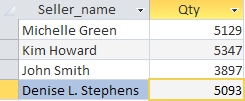 Seller_name Qty
Michelle Green 5129
Kim Howard 5347
John Smith 3897
Denise L. Stephens 5093